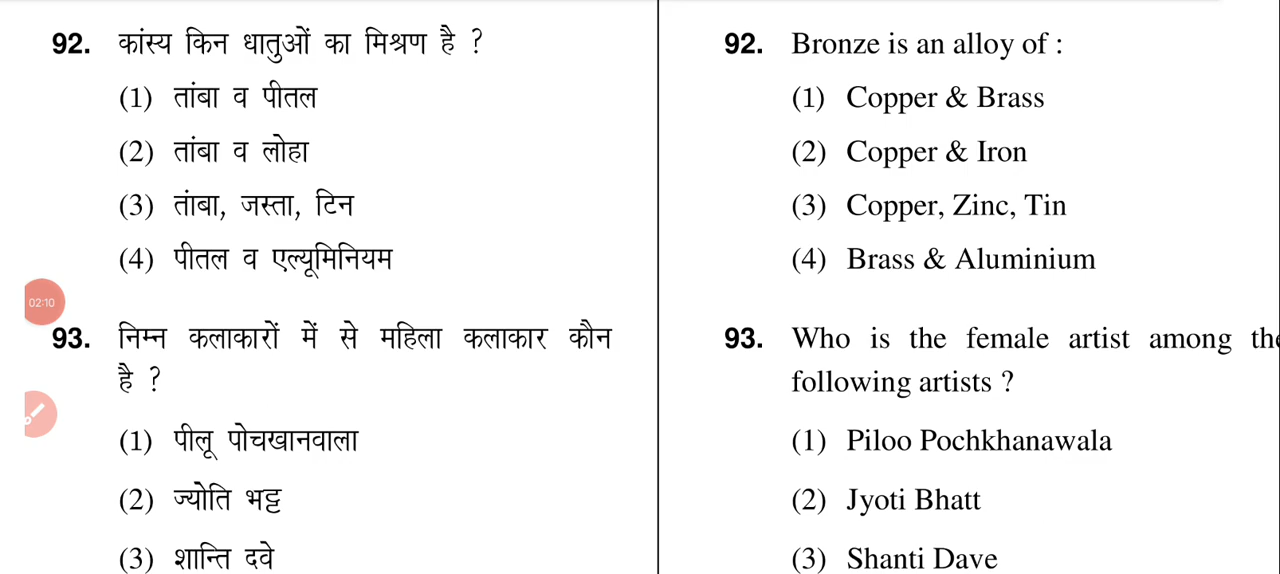 92. कांस्य किन धातुओं का मिश्रण है ?
(1) तांबा व पीतल
(2) तांबा व लोहा
(3) तांबा, जस्ता, टिन
(4) पीतल व एल्यूमिनियम
02:10
93. निम्न कलाकारों में से महिला कलाकार कौन
है ?
(1) पीलू पोचखानवाला
(2) ज्योति भट्ट
(3) शान्ति दवे
92. Bronze is an alloy of :
(1) Copper & Brass
(2) Copper & Iron
(3) Copper, Zinc, Tin
(4) Brass & Aluminium
93. Who is the female artist among the
following artists ?
(1) Piloo Pochkhanawala
(2) Jyoti Bhatt
(3) Shanti Dave